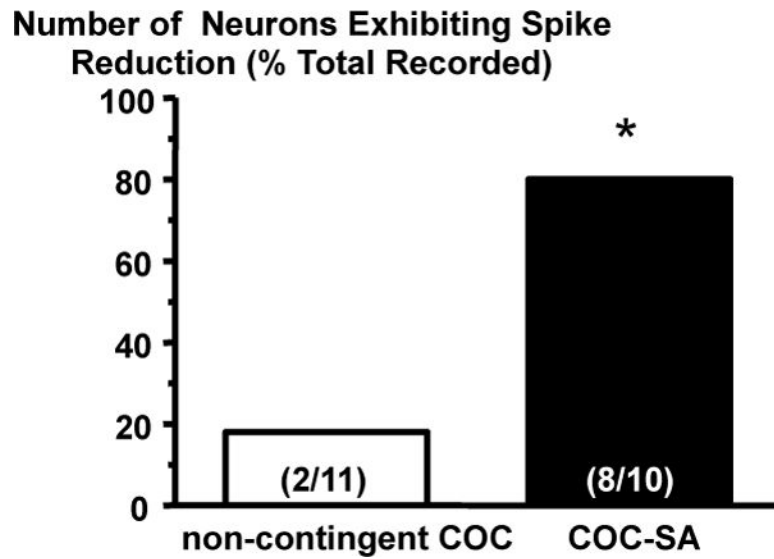 Number of Neurons Exhibiting Spike
Reduction (% Total Recorded)
100
80
60
40
20
0
*
(2/11)
(8/10)
non-contingent COC
COC-SA